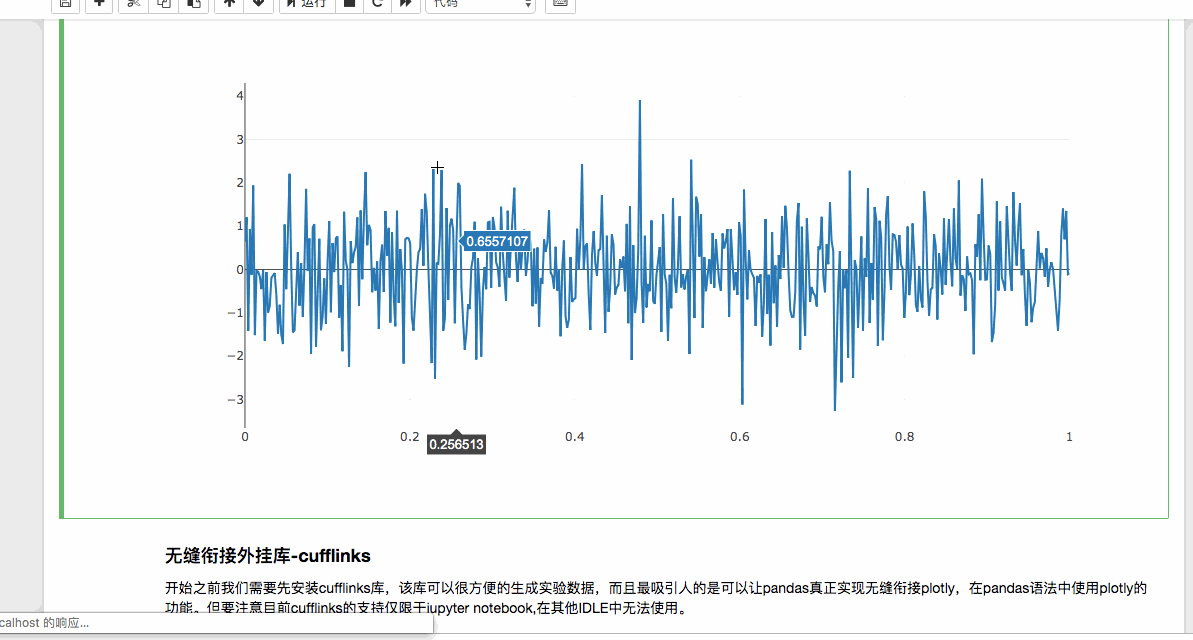 运行
代码
4
3
2
1
0
−1
−2
−3
0.6557107
0
0.2
0.4
0.6
0.8
1
0.256513
无缝衔接外挂库-cufflinks
开始之前我们需要先安装cufflinks库，该库可以很方便的生成实验数据，而且最吸引人的是可以让pandas真正实现无缝衔接plotly，在pandas语法中使用plotly的
功能。但要注意目前cufflinks的支持仅限于jupyter notebook,在其他IDLE中无法使用。
calhost 的响应...